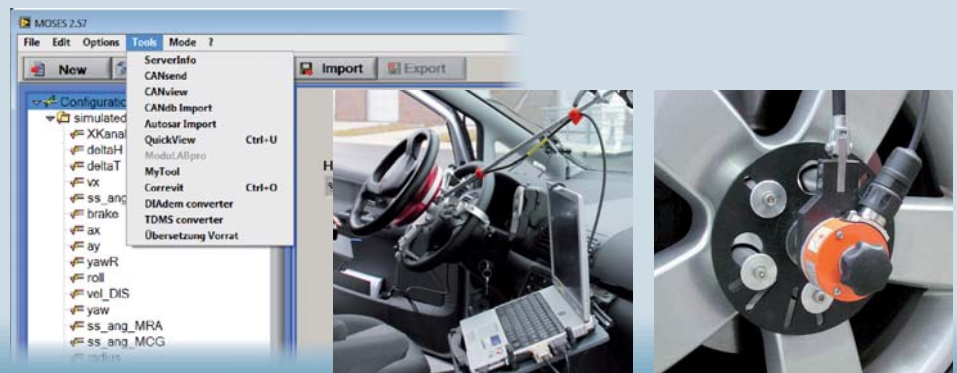 MOSES 2.57
File Edit Options Tools Mode ?
New Import Export
ServerInfo
CANsend
CANview
CANdb Import
Autosar Import
QuickView Ctrl+U
ModuLABpro
MyTool
Correvit Ctrl+O
DIAdem converter
TDMS converter
Übersetzung Vorrat
Configuratio
simulated
XKanal
deltaH
deltaT
vx
ss_ang
brake
ax
ay
yawR
roll
vel_DIS
yaw
ss_ang_MRA
ss_ang_MCG
radius
H